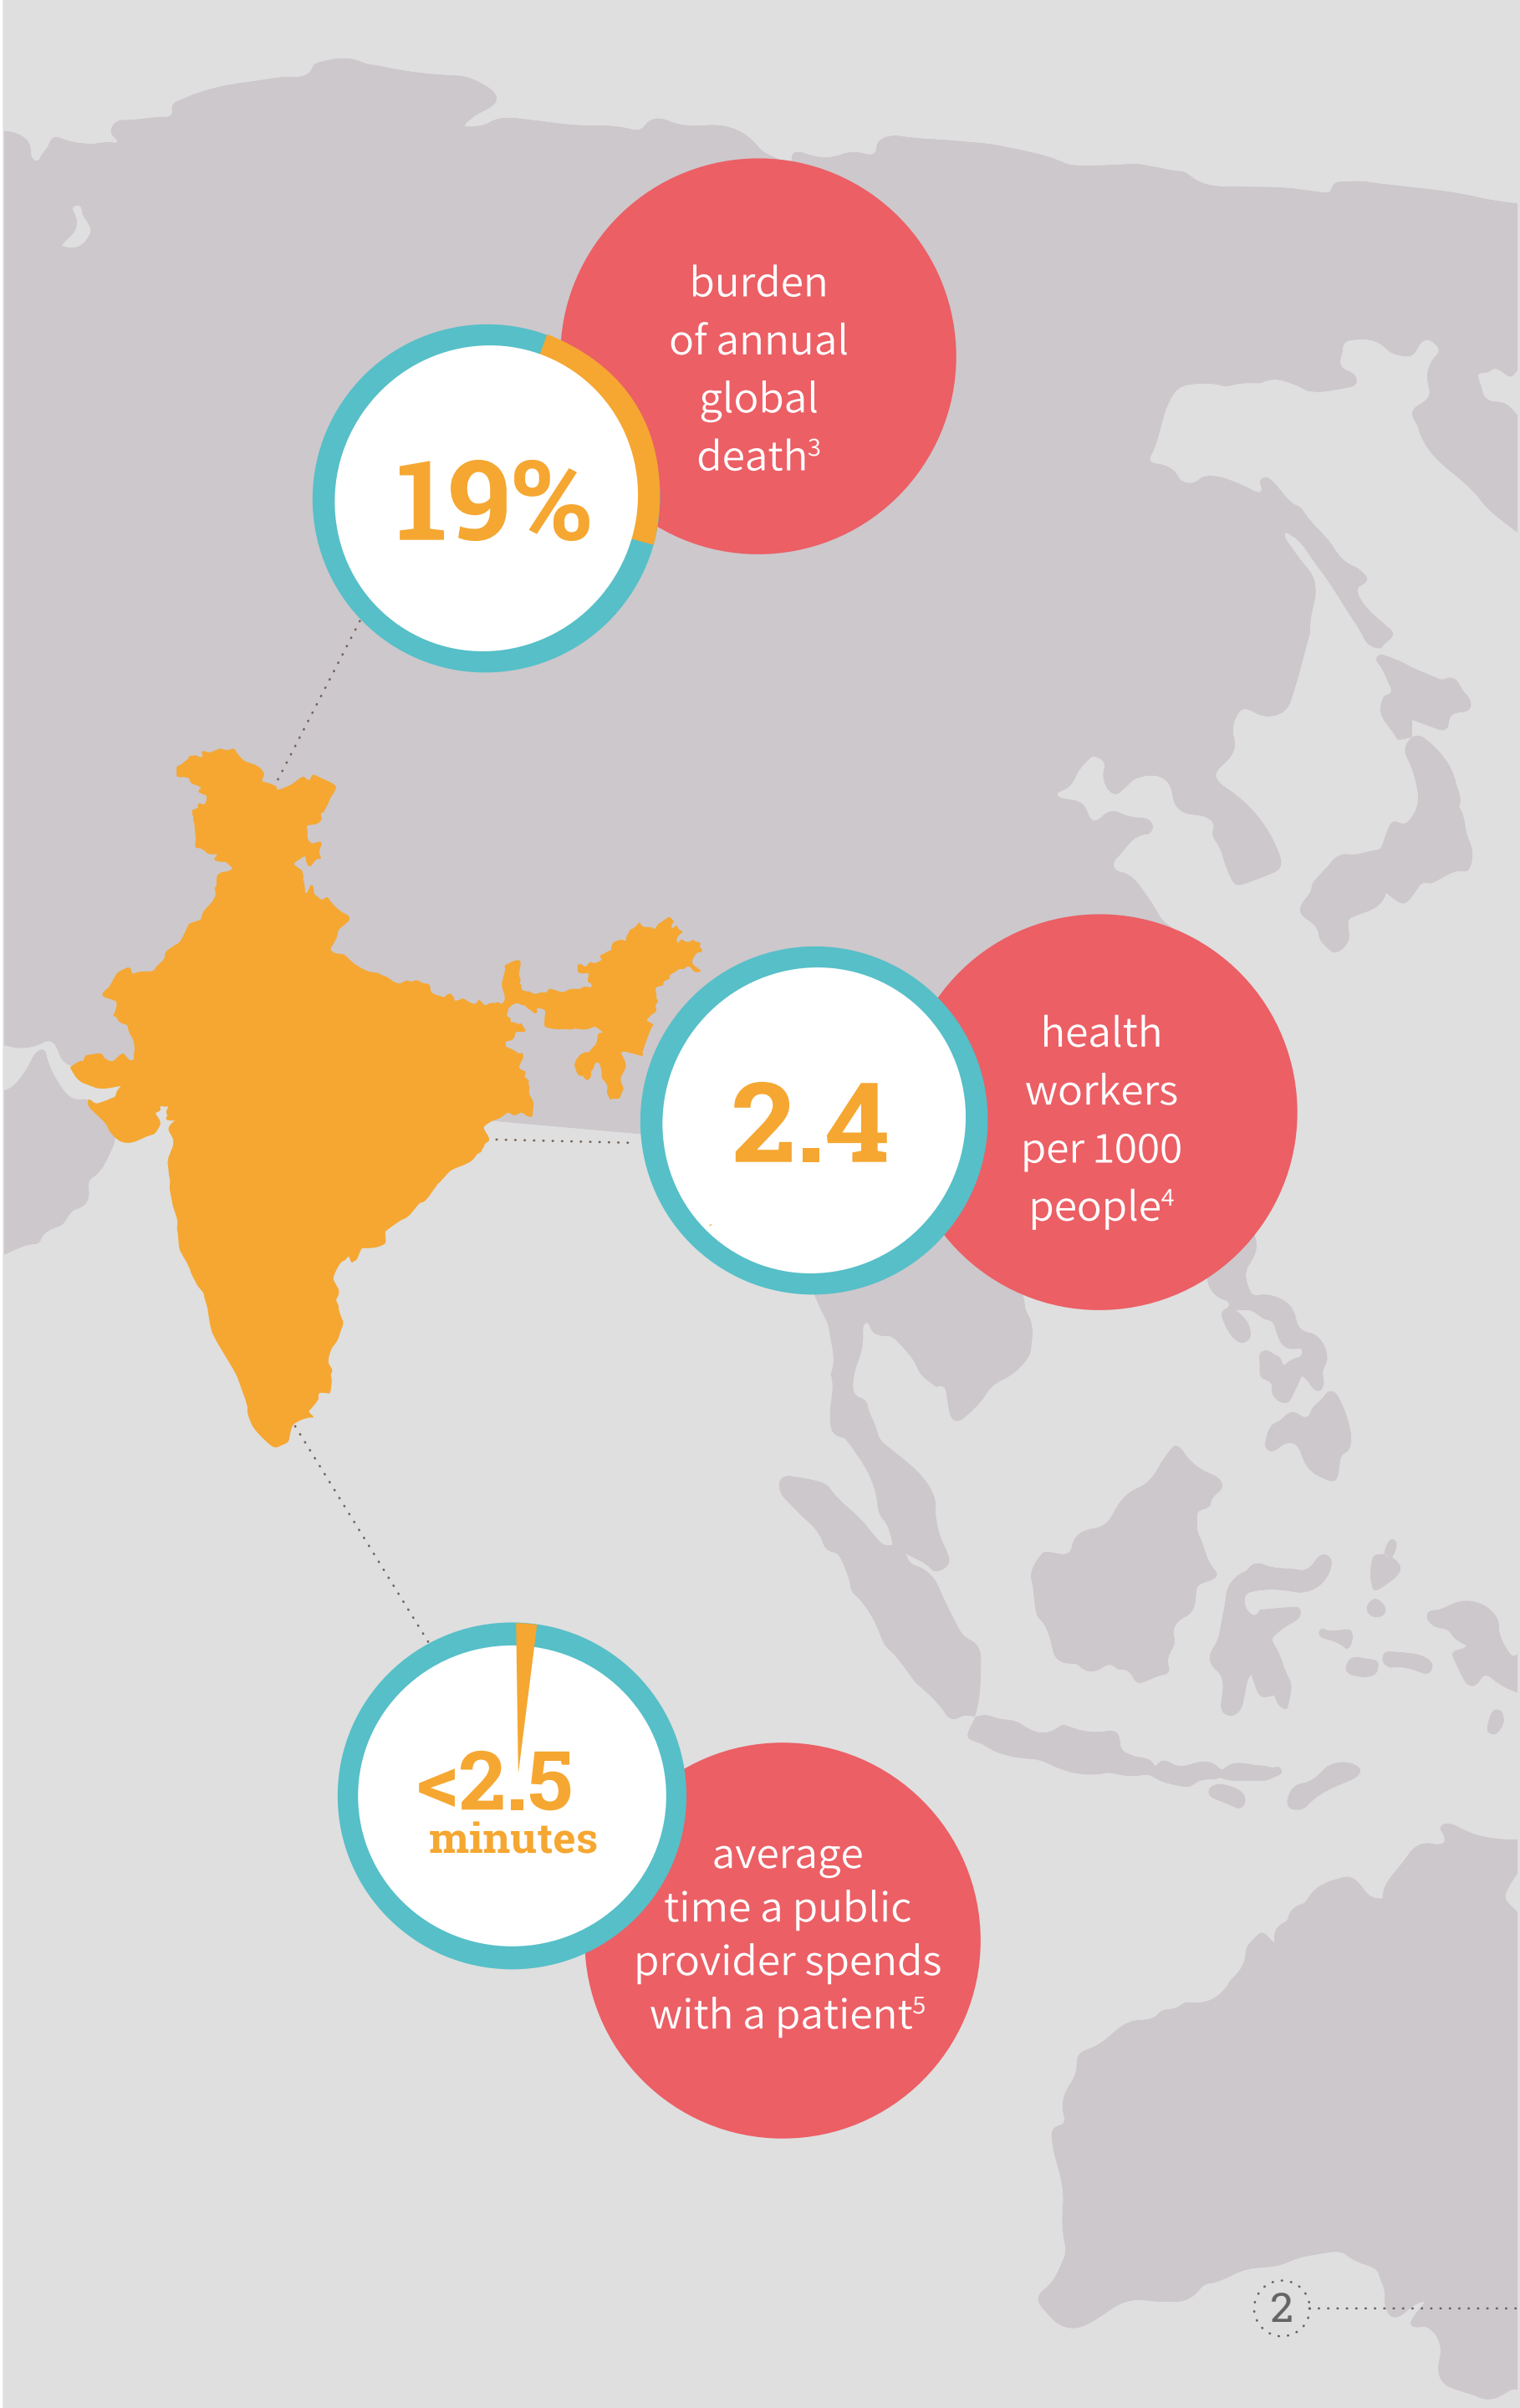 burden
of annual
global
death³
19%
2.4
health
workers
per 1000
people⁴
<2.5
minutes
average
time a public
provider spends
with a patient⁵
2